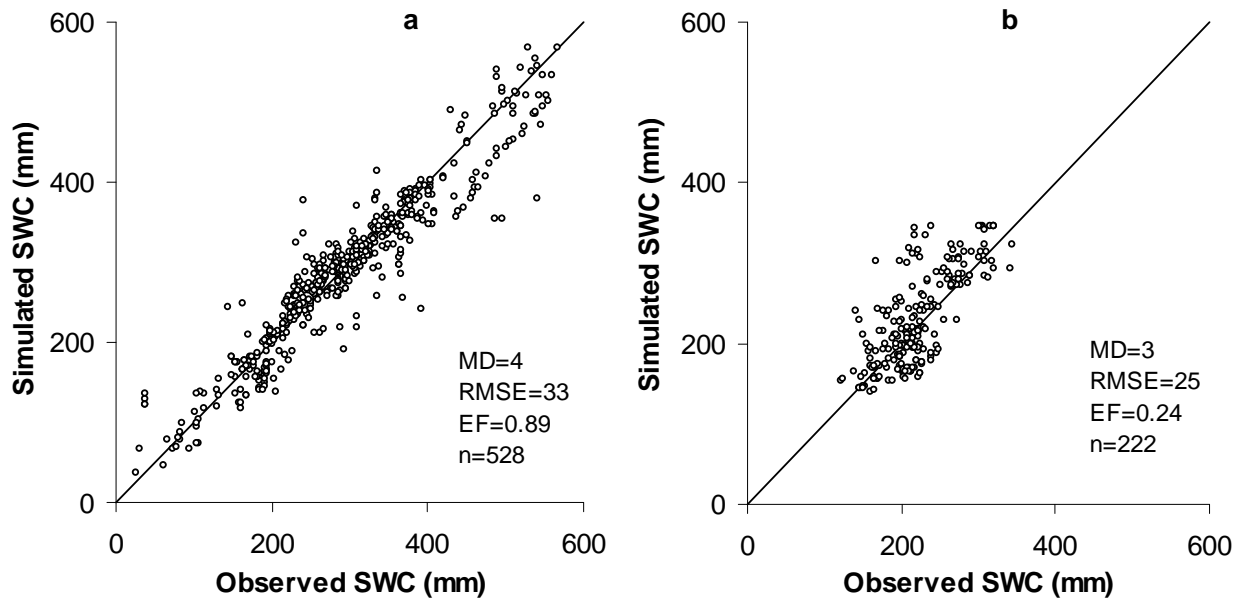 a
600
400
200
0
Simulated SWC (mm)
MD=4
RMSE=33
EF=0.89
n=528
0 200 400 600
Observed SWC (mm)
b
600
400
200
0
Simulated SWC (mm)
MD=3
RMSE=25
EF=0.24
n=222
0 200 400 600
Observed SWC (mm)